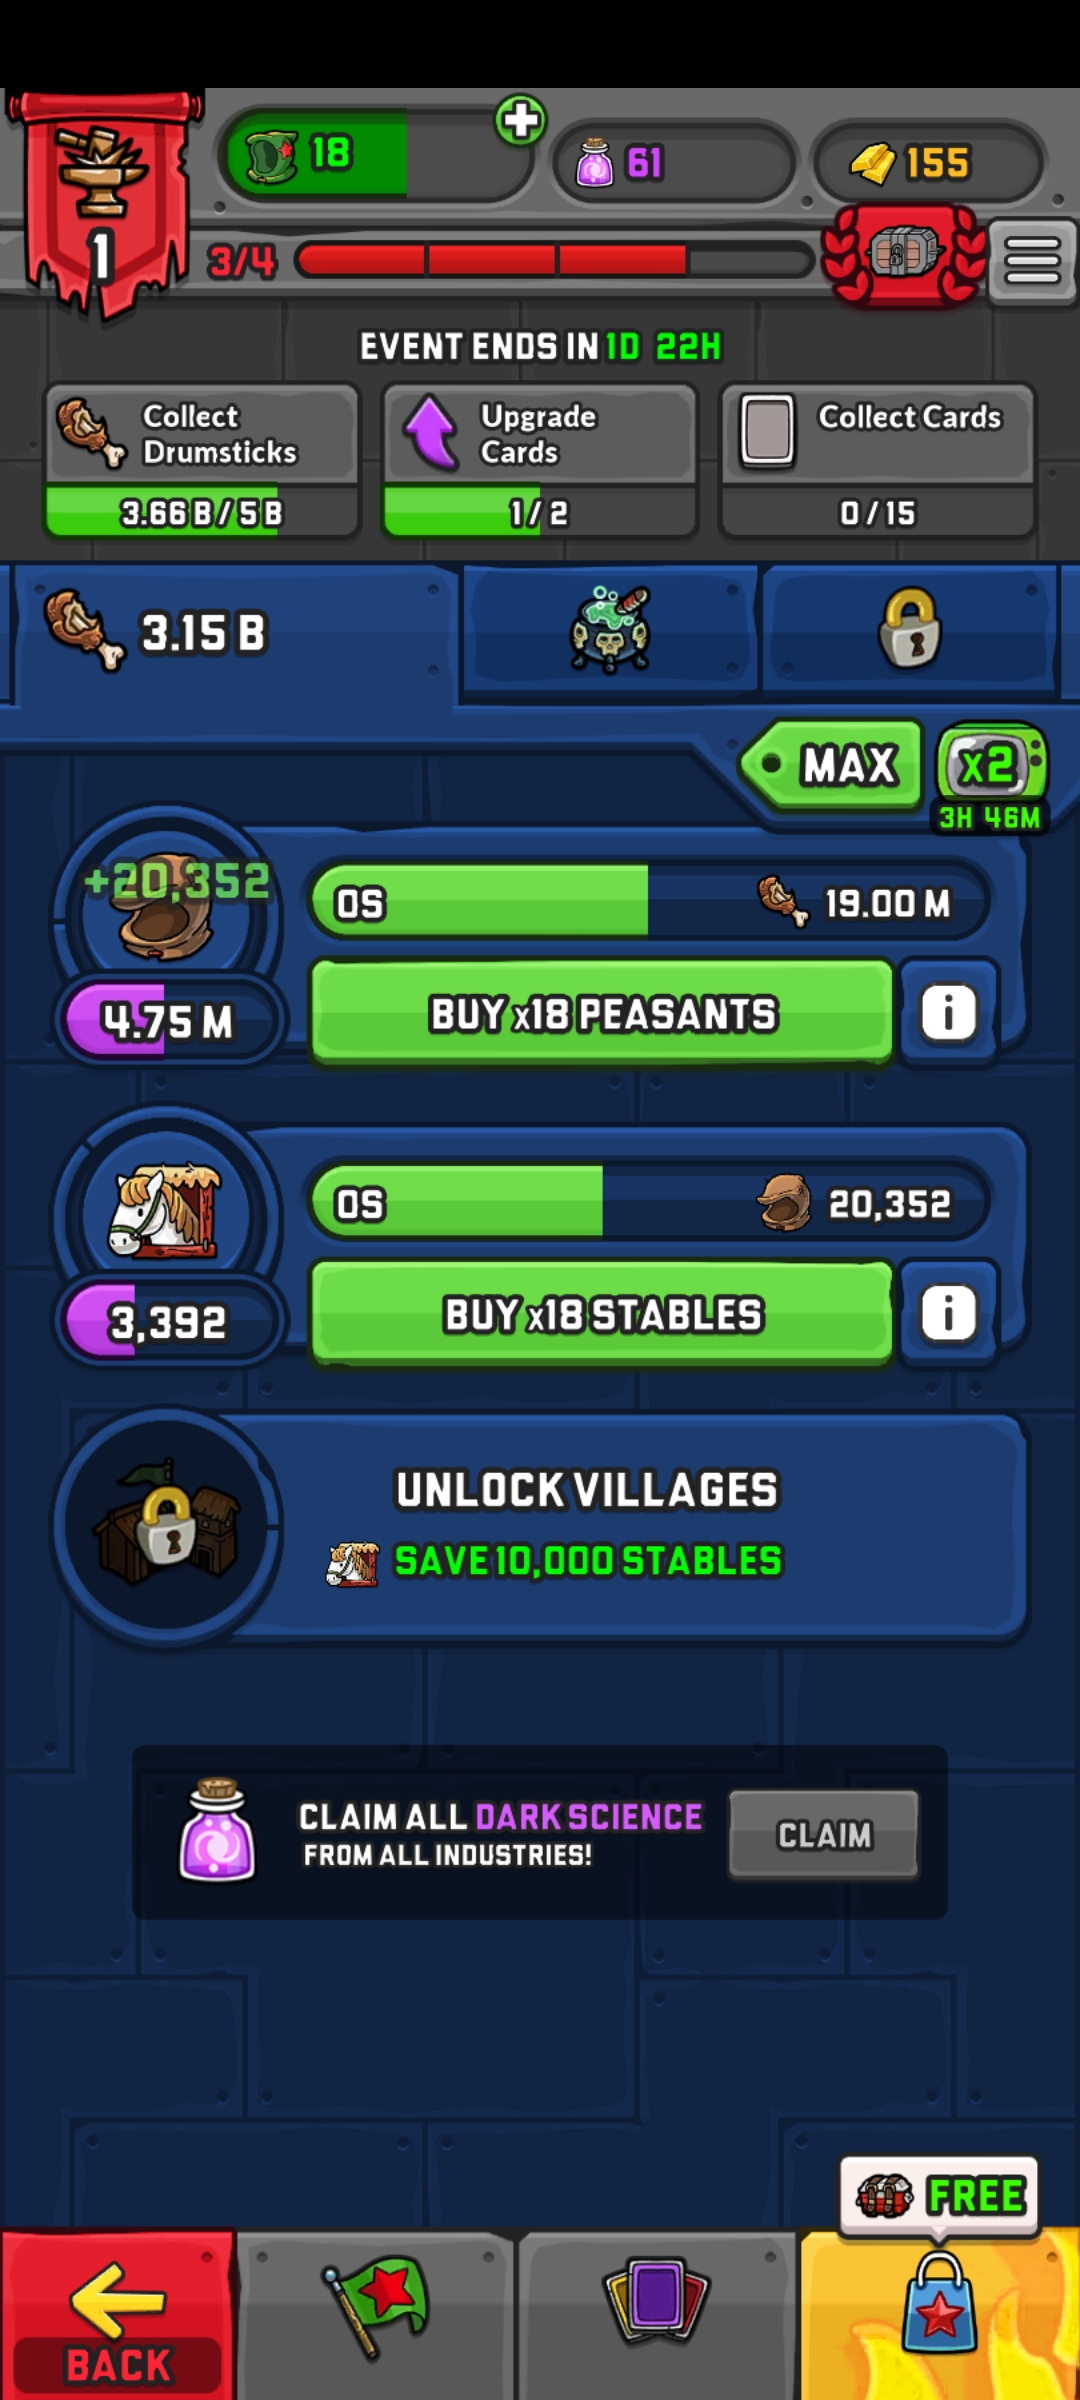 18
61
155
1
3/4
EVENT ENDS IN 1D 22H
Collect
Drumsticks
3.66 B / 5 B
Upgrade
Cards
1 / 2
Collect Cards
0 / 15
3.15 B
MAX
x2
3H 46M
+20,352
0S
19.00 M
4.75 M
BUY x18 PEASANTS
i
0S
20,352
3,392
BUY x18 STABLES
i
UNLOCK VILLAGES
SAVE 10,000 STABLES
CLAIM ALL DARK SCIENCE
FROM ALL INDUSTRIES!
CLAIM
FREE
BACK